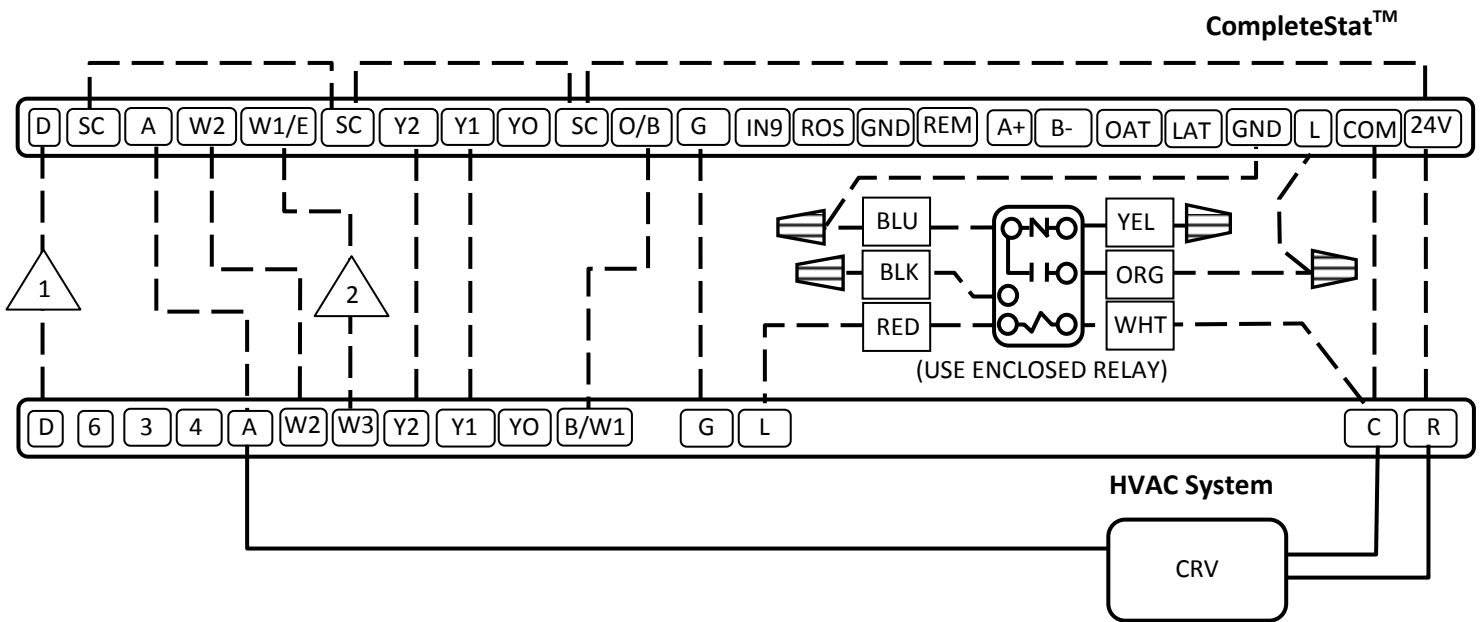 CompleteStat™
D SC A W2 W1/E SC Y2 Y1 YO SC O/B G IN9 ROS GND REM A+ B- OAT LAT GND L COM 24V
BLU YEL
1 2 BLK ORG
RED WHT
(USE ENCLOSED RELAY)
D 6 3 4 A W2 W3 Y2 Y1 YO B/W1 G L C R
HVAC System
CRV